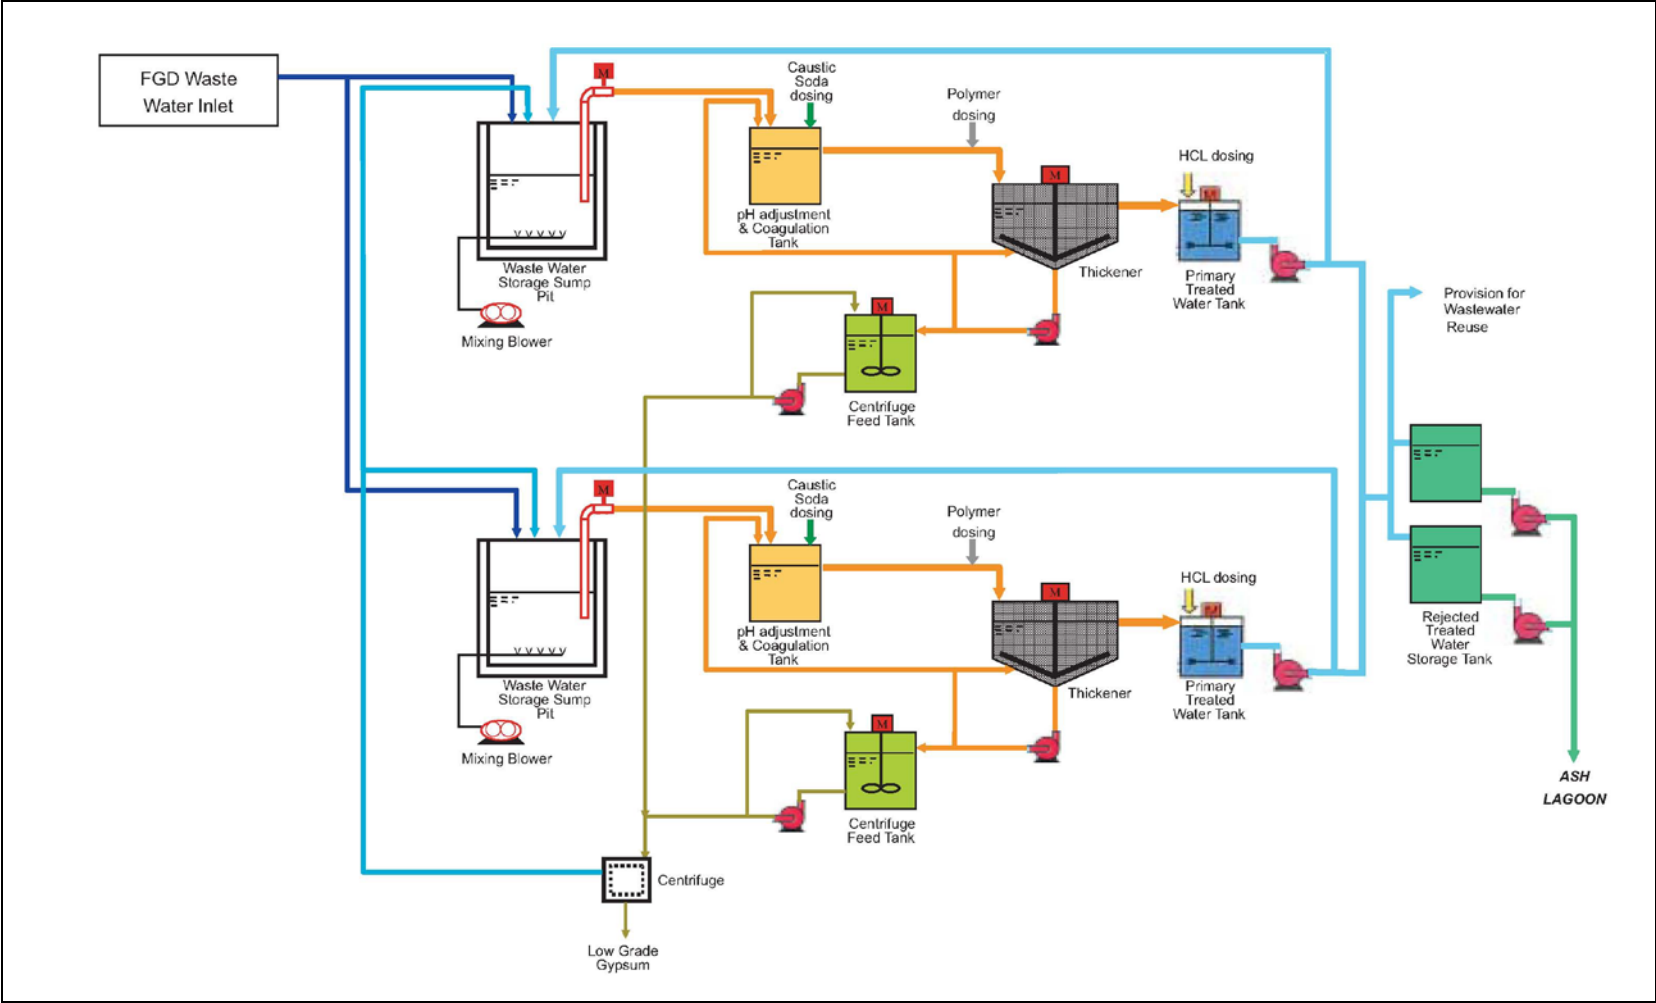 FGD Waste
Water Inlet
M
Caustic
Soda
dosing
Polymer
dosing
HCL dosing
M
M
pH adjustment
& Coagulation
Tank
Waste Water
Storage Sump
Pit
Thickener
Primary
Treated
Water Tank
Provision for
Wastewater
Reuse
M
Mixing Blower
Centrifuge
Feed Tank
M
Caustic
Soda
dosing
Polymer
dosing
HCL dosing
M
M
pH adjustment
& Coagulation
Tank
Rejected
Treated
Water
Storage Tank
Waste Water
Storage Sump
Pit
Thickener
Primary
Treated
Water Tank
M
Mixing Blower
ASH
LAGOON
Centrifuge
Feed Tank
Centrifuge
Low Grade
Gypsum